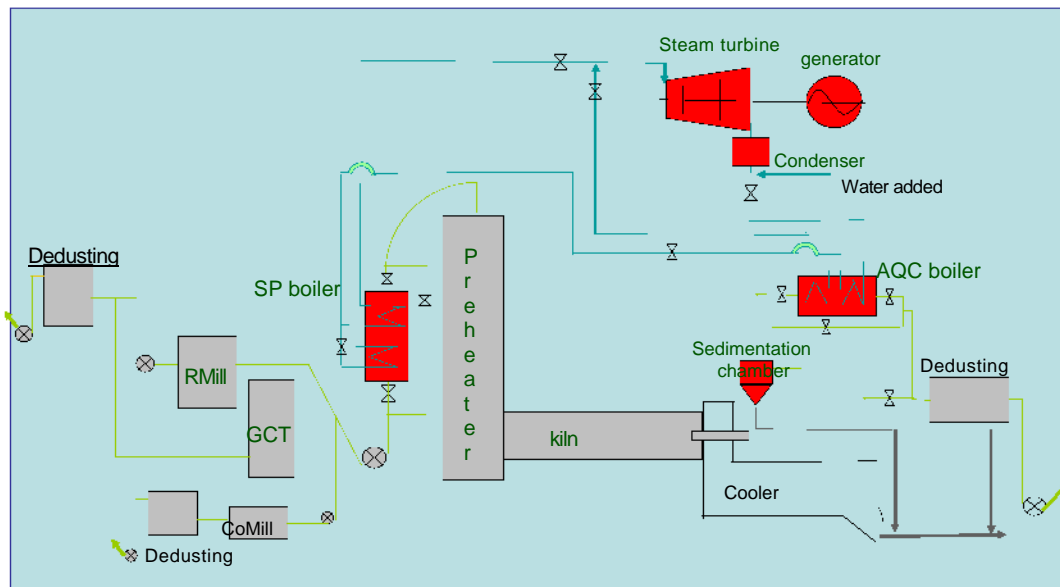 Steam turbine
generator
Condenser
Water added
Dedusting
SP boiler
Preheater
AQC boiler
Sedimentation
chamber
Dedusting
RMill
GCT
kiln
Cooler
CoMill
Dedusting